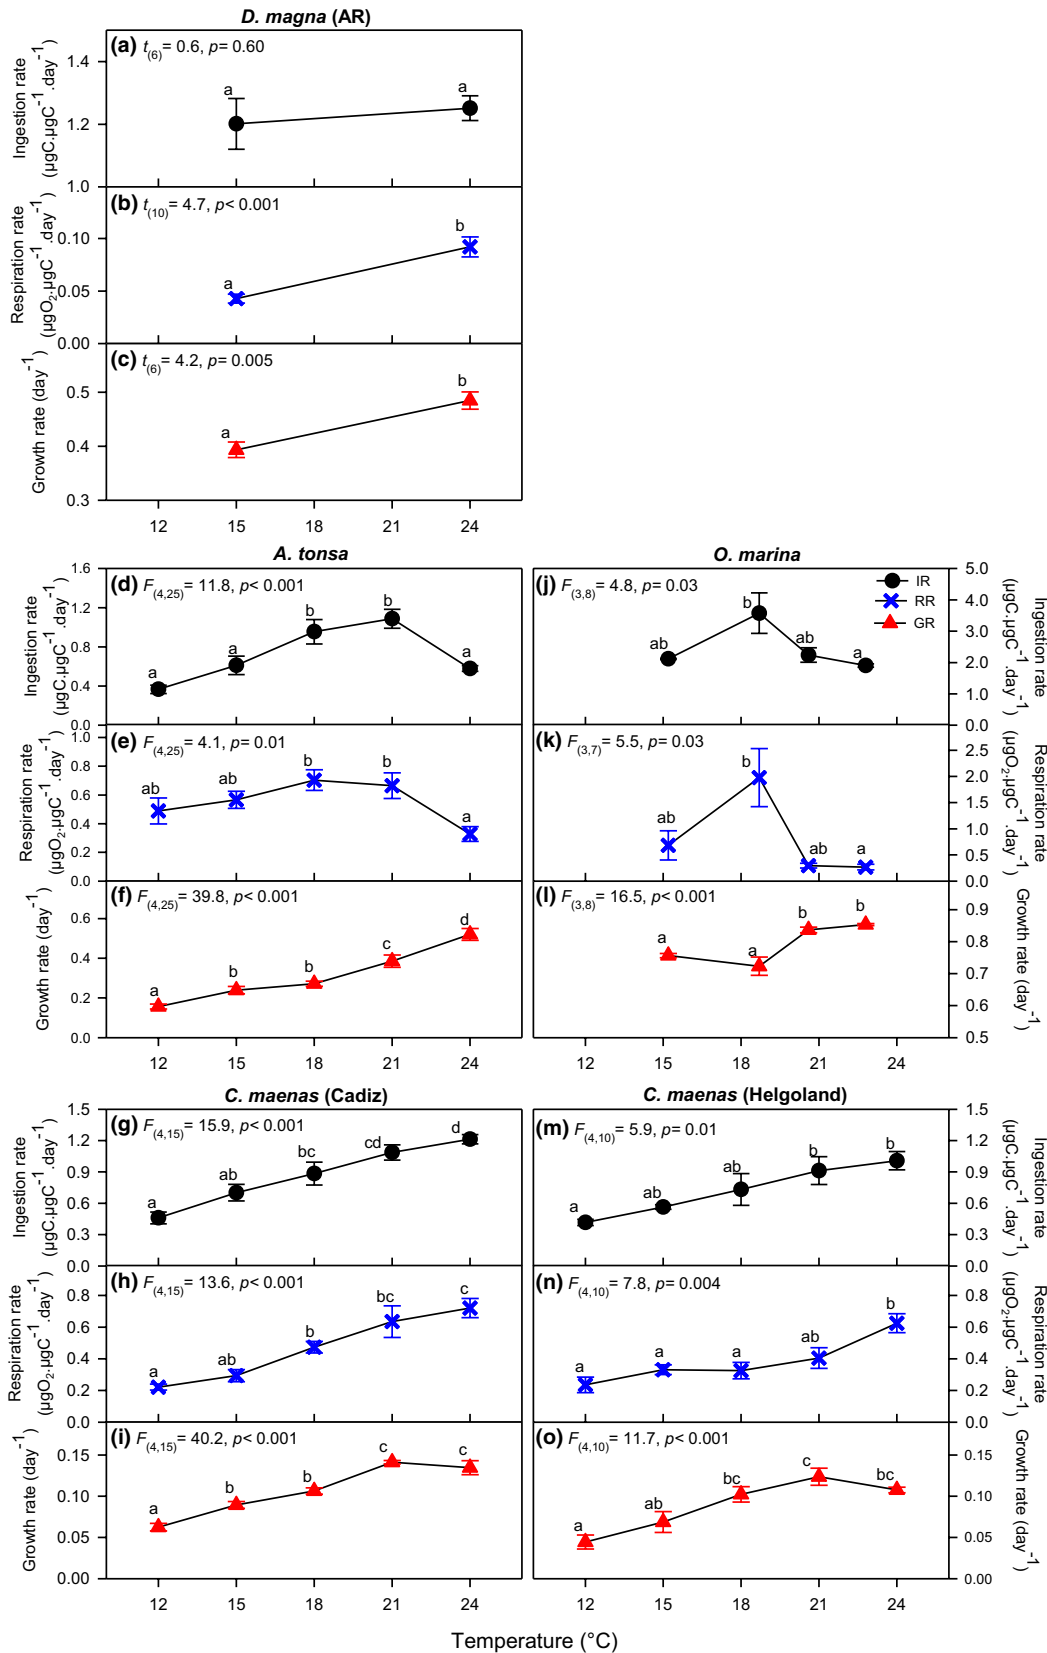 D. magna (AR)
(a) t(6)= 0.6, p= 0.60
Ingestion rate
(µgC.µgC⁻¹.day⁻¹)
1.4
1.2
1.0
a
a
(b) t(10)= 4.7, p< 0.001
Respiration rate
(µgO₂.µgC⁻¹.day⁻¹)
0.10
0.05
0.00
a
b
(c) t(6)= 4.2, p= 0.005
Growth rate (day⁻¹)
0.5
0.4
0.3
a
b
12 15 18 21 24
A. tonsa
(d) F(4,25)= 11.8, p< 0.001
Ingestion rate
(µgC.µgC⁻¹.day⁻¹)
1.6
1.2
0.8
0.4
0.0
a a b b a
(e) F(4,25)= 4.1, p= 0.01
Respiration rate
(µgO₂.µgC⁻¹.day⁻¹)
1.0
0.8
0.6
0.4
0.2
0.0
ab ab b b a
(f) F(4,25)= 39.8, p< 0.001
Growth rate (day⁻¹)
0.6
0.4
0.2
0.0
a b b c d
12 15 18 21 24
O. marina
(j) F(3,8)= 4.8, p= 0.03
IR
RR
GR
Ingestion rate
(µgC.µgC⁻¹.day⁻¹)
5.0
4.0
3.0
2.0
1.0
0.0
ab b ab a
(k) F(3,7)= 5.5, p= 0.03
Respiration rate
(µgO₂.µgC⁻¹.day⁻¹)
2.5
2.0
1.5
1.0
0.5
0.0
ab b ab a
(l) F(3,8)= 16.5, p< 0.001
Growth rate (day⁻¹)
0.9
0.8
0.7
0.6
0.5
a a b b
12 15 18 21 24
C. maenas (Cadiz)
(g) F(4,15)= 15.9, p< 0.001
Ingestion rate
(µgC.µgC⁻¹.day⁻¹)
1.5
1.2
0.9
0.6
0.3
0.0
a ab bc cd d
(h) F(4,15)= 13.6, p< 0.001
Respiration rate
(µgO₂.µgC⁻¹.day⁻¹)
0.8
0.6
0.4
0.2
0.0
a ab b bc c
(i) F(4,15)= 40.2, p< 0.001
Growth rate (day⁻¹)
0.15
0.10
0.05
0.00
a b b c c
12 15 18 21 24
C. maenas (Helgoland)
(m) F(4,10)= 5.9, p= 0.01
Ingestion rate
(µgC.µgC⁻¹.day⁻¹)
1.5
1.2
0.9
0.6
0.3
0.0
a ab ab b b
(n) F(4,10)= 7.8, p= 0.004
Respiration rate
(µgO₂.µgC⁻¹.day⁻¹)
0.8
0.6
0.4
0.2
0.0
a a a ab b
(o) F(4,10)= 11.7, p< 0.001
Growth rate (day⁻¹)
0.15
0.10
0.05
0.00
a ab bc c bc
12 15 18 21 24
Temperature (°C)